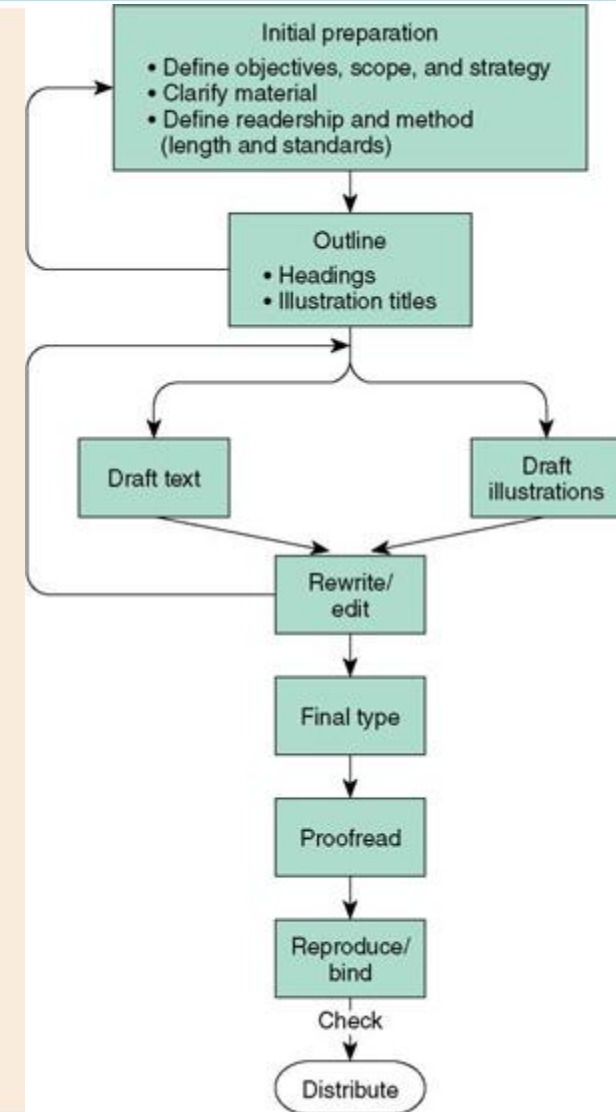 Initial preparation
• Define objectives, scope, and strategy
• Clarify material
• Define readership and method
(length and standards)
Outline
• Headings
• Illustration titles
Draft text
Draft
illustrations
Rewrite/
edit
Final type
Proofread
Reproduce/
bind
Check
Distribute